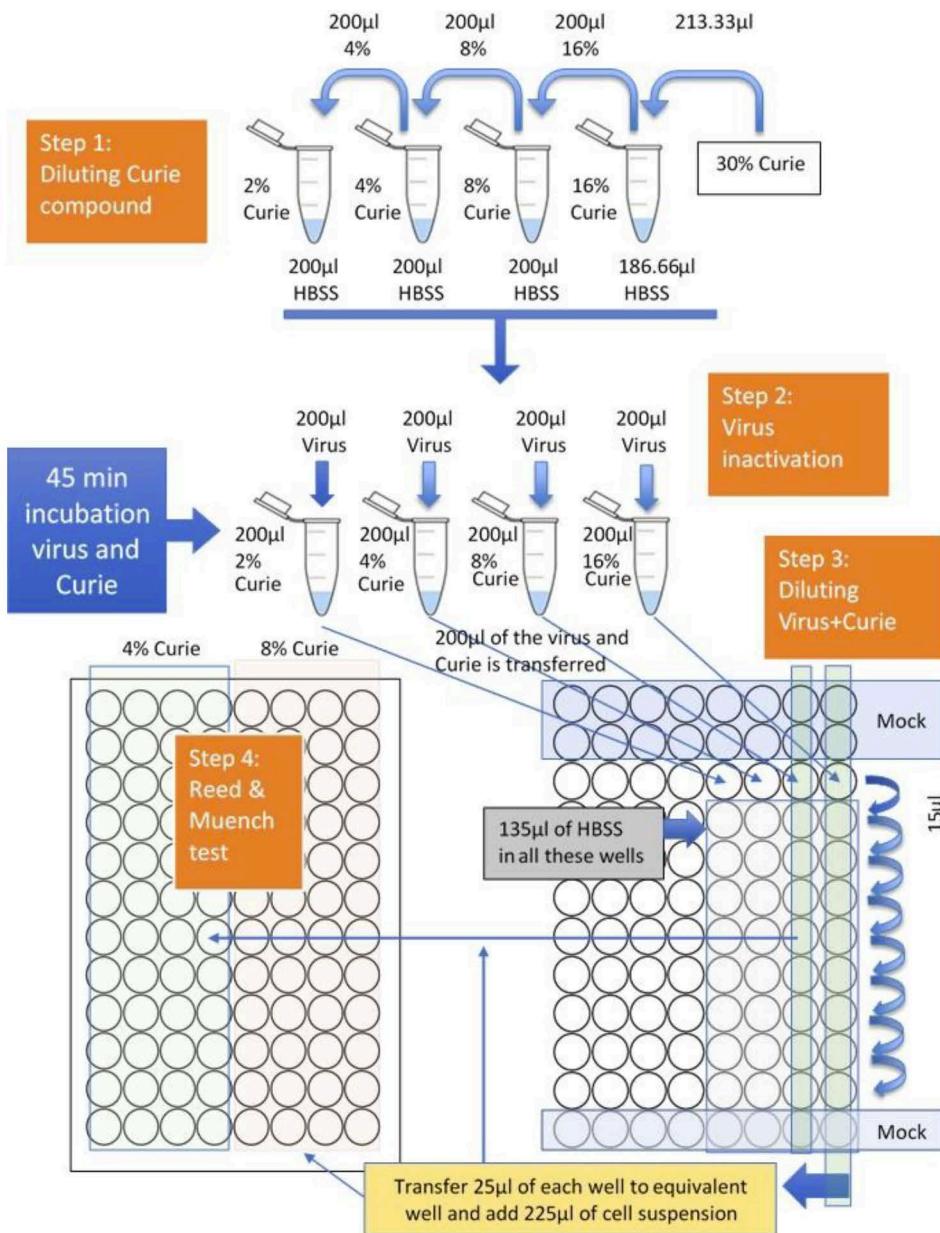 200µl
4%
200µl
8%
200µl
16%
213.33µl
Step 1:
Diluting Curie
compound
2%
Curie
4%
Curie
8%
Curie
16%
Curie
30% Curie
200µl
HBSS
200µl
HBSS
200µl
HBSS
186.66µl
HBSS
Step 2:
Virus
inactivation
200µl
Virus
200µl
Virus
200µl
Virus
200µl
Virus
45 min
incubation
virus and
Curie
200µl
2%
Curie
200µl
4%
Curie
200µl
8%
Curie
200µl
16%
Curie
Step 3:
Diluting
Virus+Curie
200µl of the virus and
Curie is transferred
4% Curie
8% Curie
Mock
Step 4:
Reed &
Muench
test
135µl of HBSS
in all these wells
15µl
Mock
Transfer 25µl of each well to equivalent
well and add 225µl of cell suspension